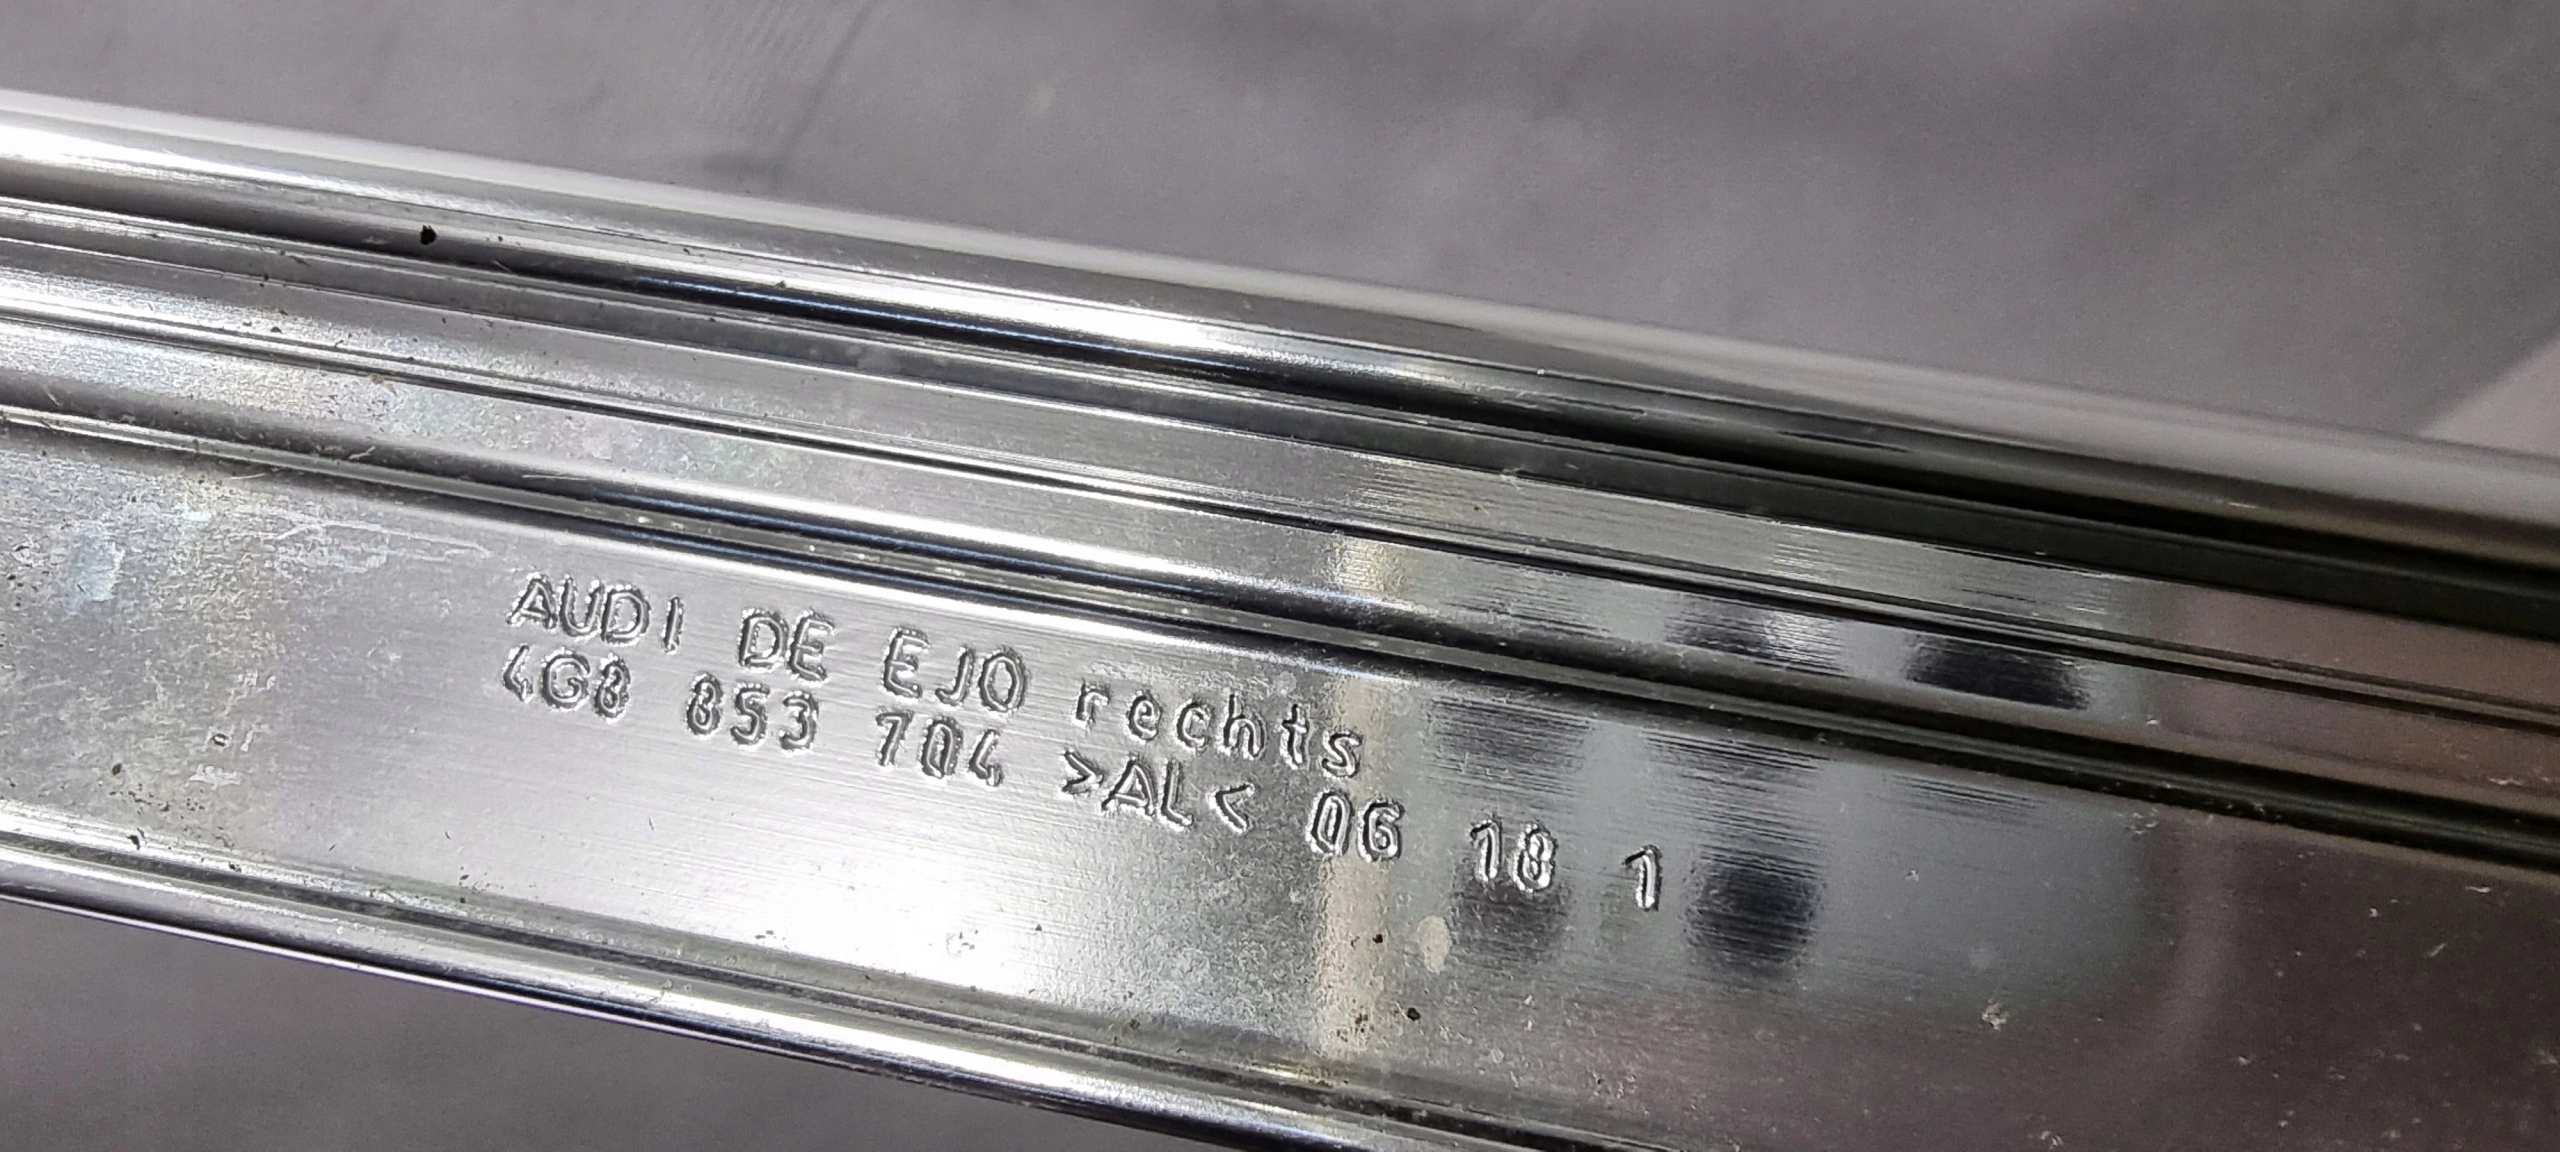 AUDI DE EJO rechts
4G8 853 704 >AL< 06 18 1